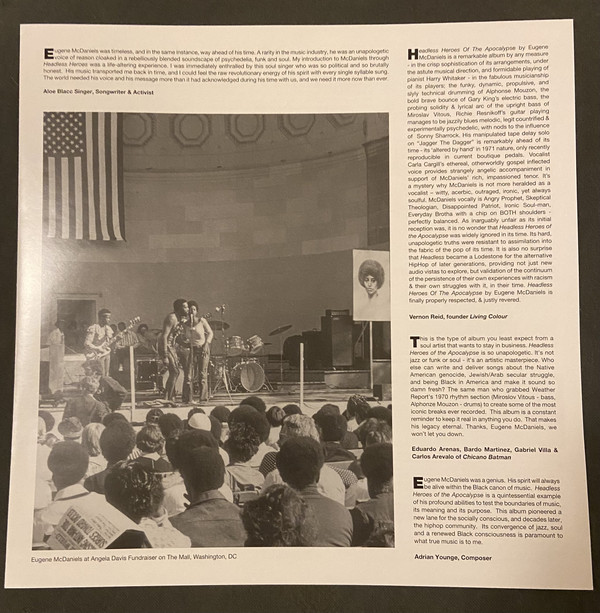 Eugene McDaniels was timeless, and in the same instance, way ahead of his time. A rarity in the music industry, he was an unapologetic
voice of reason cloaked in a rebelliously blended soundscape of psychedelia, funk and soul. My introduction to McDaniels through
Headless Heroes was a life-altering experience. I was immediately enthralled by this soul singer who was so political and so brutally
honest. His music transported me back in time, and I could feel the raw revolutionary energy of his spirit with every single syllable sung.
The world needed his voice and his message more than it had acknowledged during his time with us, and we need it more now than ever.
Aloe Blacc Singer, Songwriter & Activist
Eugene McDaniels at Angela Davis Fundraiser on The Mall, Washington, DC
Headless Heroes Of The Apocalypse by Eugene
McDaniels is a remarkable album by any measure
- in the crisp sophistication of its arrangements, under
the astute musical direction, and formidable playing of
pianist Harry Whitaker - in the fabulous musicianship
of its players: the funky, dynamic, propulsive, and
slyly technical drumming of Alphonse Mouzon, the
bold brave bounce of Gary King's electric bass, the
probing solidity & lyrical arc of the upright bass of
Miroslav Vitous, Richie Resnikoff's guitar playing
manages to be jazzily blues melodic, legit countrified &
experimentally psychedelic, with nods to the influence
of Sonny Sharrock. His manipulated tape delay solo
on "Jagger The Dagger" is remarkably ahead of its
time - its 'altered by hand' in 1971 nature, only recently
reproducible in current boutique pedals. Vocalist
Carla Cargill's ethereal, otherworldly gospel inflected
voice provides strangely angelic accompaniment in
support of McDaniels' rich, impassioned tenor. It's
a mystery why McDaniels is not more heralded as a
vocalist - witty, acerbic, outraged, ironic, yet always
soulful. McDaniels vocally is Angry Prophet, Skeptical
Theologian, Disappointed Patriot, Ironic Soul-man,
Everyday Brotha with a chip on BOTH shoulders -
perfectly balanced. As inarguably unfair as its initial
reception was, it is no wonder that Headless Heroes of
the Apocalypse was widely ignored in its time. Its hard,
unapologetic truths were resistant to assimilation into
the fabric of the pop of its time. It is also no surprise
that Headless became a Lodestone for the alternative
HipHop of later generations, providing not just new
audio vistas to explore, but validation of the continuum
of the persistence of their own experiences with racism
& their own struggles with it, in their time. Headless
Heroes Of The Apocalypse by Eugene McDaniels is
finally properly respected, & justly revered.
Vernon Reid, founder Living Colour
This is the type of album you least expect from a
soul artist that wants to stay in business. Headless
Heroes of the Apocalypse is so unapologetic. It's not
jazz or funk or soul - it's an artistic masterpiece. Who
else can write and deliver songs about the Native
American genocide, Jewish/Arab secular struggle,
and being Black in America and make it sound so
damn fresh? The same man who grabbed Weather
Report's 1970 rhythm section (Miroslov Vitous - bass,
Alphonze Mouzon - drums) to create some of the most
iconic breaks ever recorded. This album is a constant
reminder to keep it real in anything you do. That makes
his legacy eternal. Thanks, Eugene McDaniels, we
won't let you down.
Eduardo Arenas, Bardo Martinez, Gabriel Villa &
Carlos Arevalo of Chicano Batman
Eugene McDaniels was a genius. His spirit will always
be alive within the Black canon of music. Headless
Heroes of the Apocalypse is a quintessential example
of his profound abilities to test the boundaries of music,
its meaning and its purpose. This album pioneered a
new lane for the socially conscious, and decades later,
the hiphop community. Its convergence of jazz, soul
and a renewed Black consciousness is paramount to
what true music is to me.
Adrian Younge, Composer